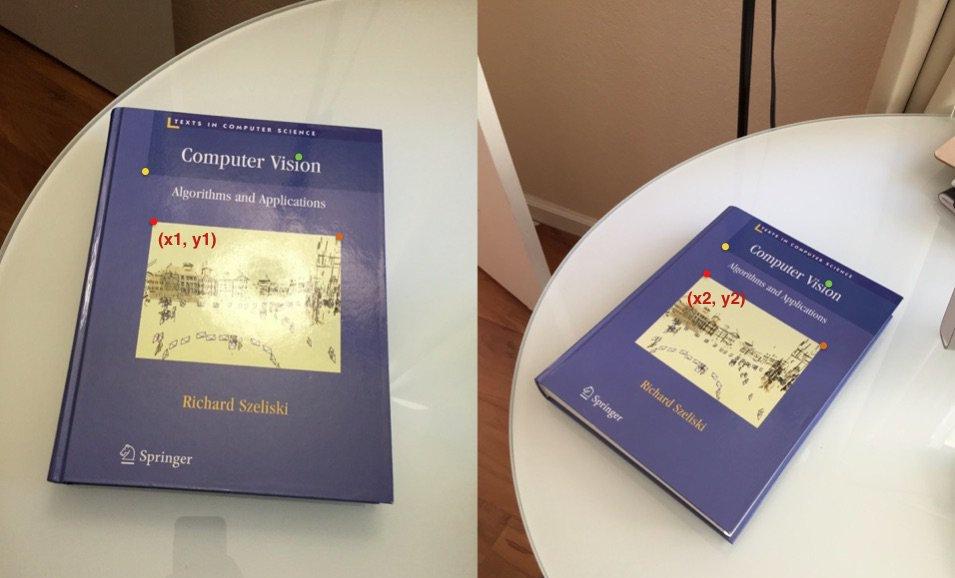 TEXTS IN COMPUTER SCIENCE
Computer Vision
Algorithms and Applications
(x1, y1)
Richard Szeliski
Springer
TEXTS IN COMPUTER SCIENCE
Computer Vision
Algorithms and Applications
(x2, y2)
Richard Szeliski
Springer